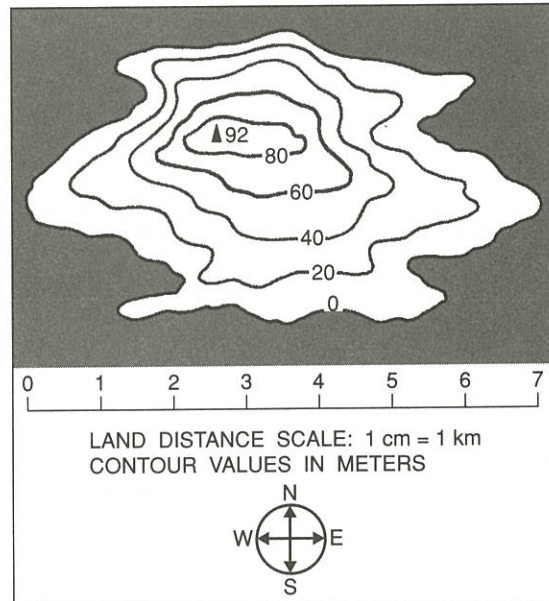 92
80
60
40
20
0
0 1 2 3 4 5 6 7
LAND DISTANCE SCALE: 1 cm = 1 km
CONTOUR VALUES IN METERS
N
W E
S